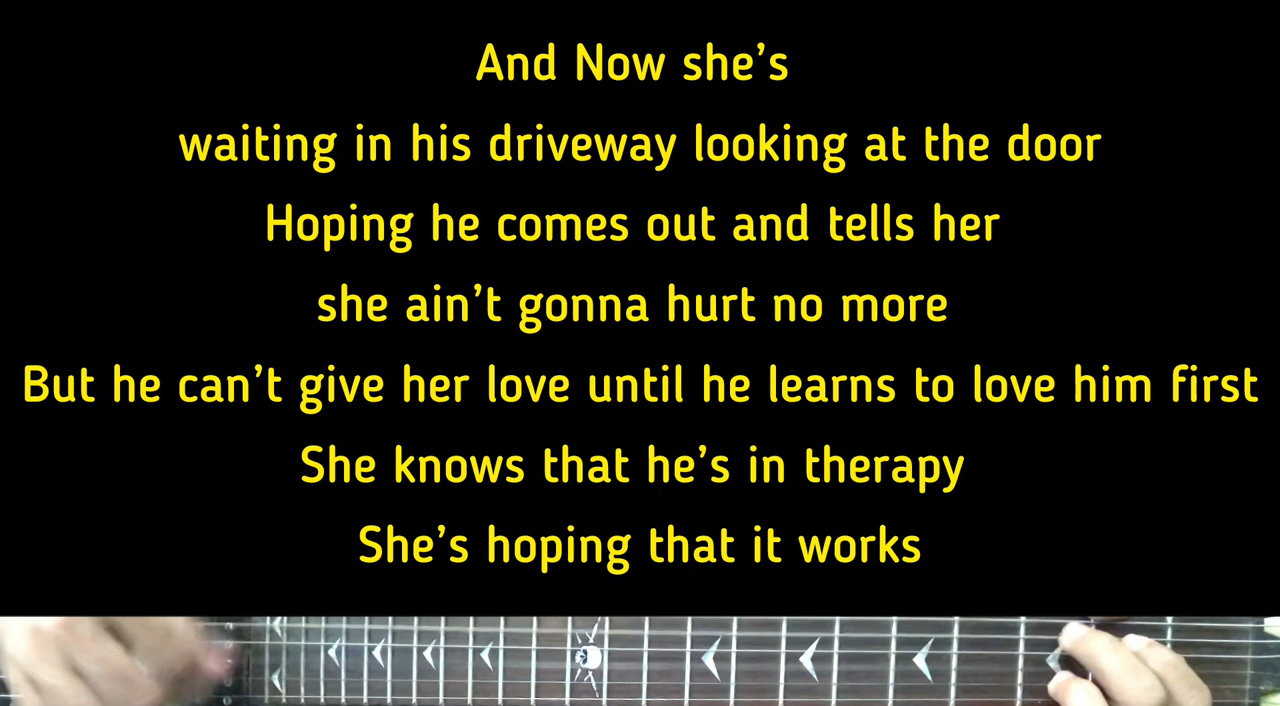 And Now she’s
waiting in his driveway looking at the door
Hoping he comes out and tells her
she ain’t gonna hurt no more
But he can’t give her love until he learns to love him first
She knows that he’s in therapy
She’s hoping that it works